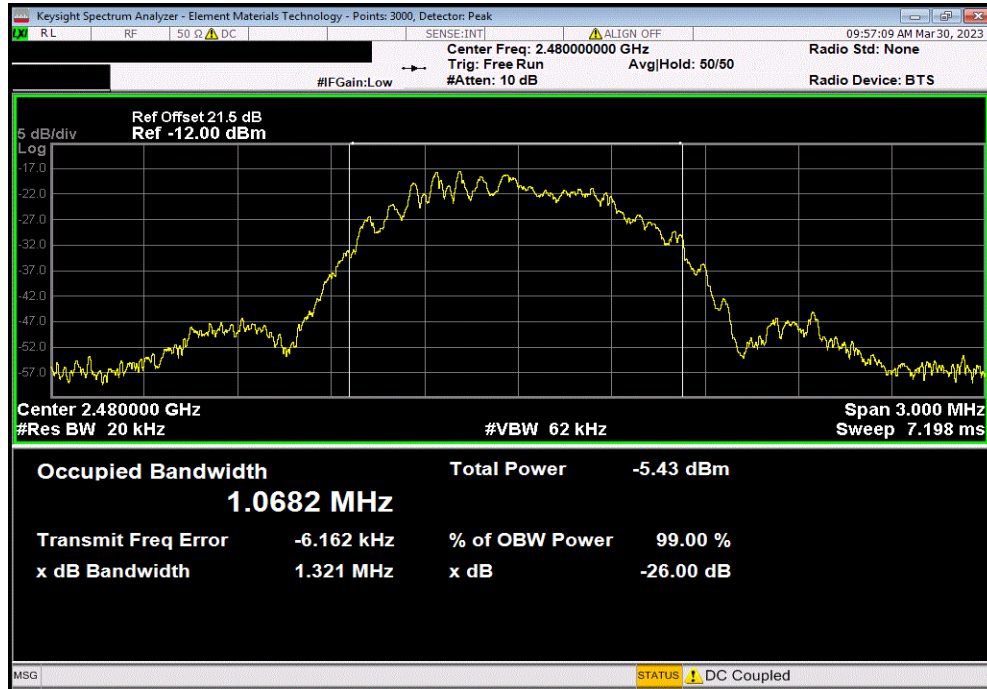 Keysight Spectrum Analyzer - Element Materials Technology - Points: 3000, Detector: Peak
LXI RL RF 50 Ω DC SENSE:INT ALIGN OFF 09:57:09 AM Mar 30, 2023
Center Freq: 2.480000000 GHz Radio Std: None
Trig: Free Run Avg|Hold: 50/50
#IFGain:Low #Atten: 10 dB Radio Device: BTS
Ref Offset 21.5 dB
5 dB/div Ref -12.00 dBm
Log
-17.0
-22.0
-27.0
-32.0
-37.0
-42.0
-47.0
-52.0
-57.0
Center 2.480000 GHz Span 3.000 MHz
#Res BW 20 kHz #VBW 62 kHz Sweep 7.198 ms
Occupied Bandwidth Total Power -5.43 dBm
1.0682 MHz
Transmit Freq Error -6.162 kHz % of OBW Power 99.00 %
x dB Bandwidth 1.321 MHz x dB -26.00 dB
MSG STATUS DC Coupled